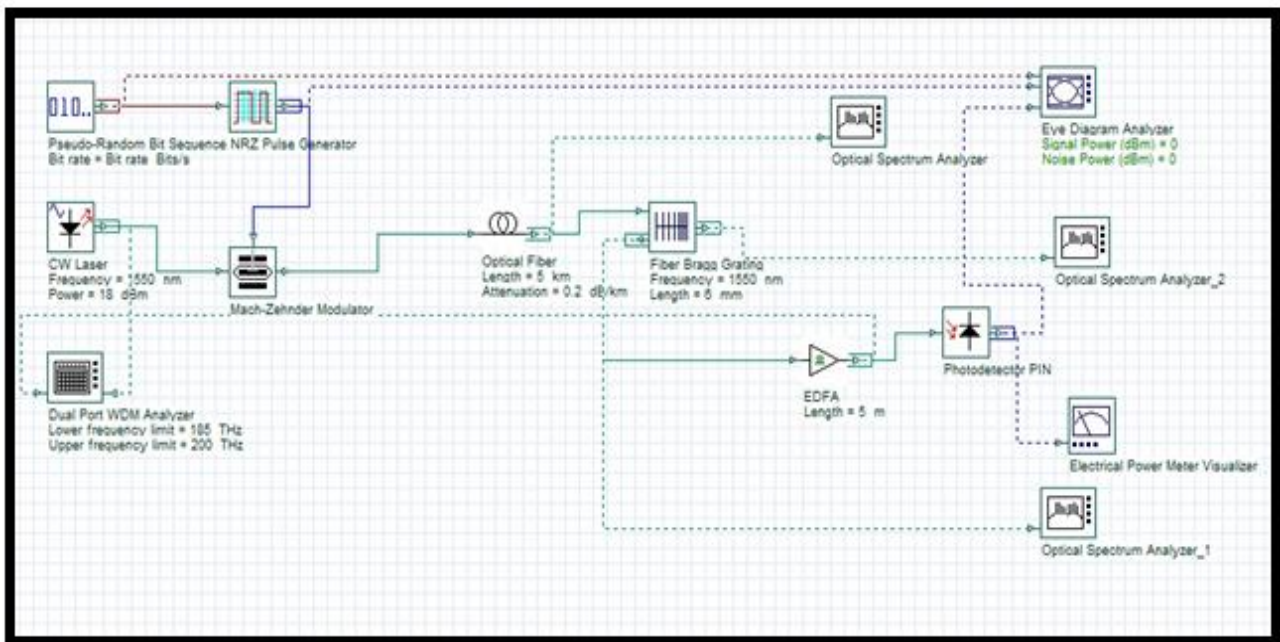 010..
Pseudo-Random Bit Sequence
Bit rate = Bit rate Bits/s
NRZ Pulse Generator
Optical Spectrum Analyzer
Eye Diagram Analyzer
Signal Power (dBm) = 0
Noise Power (dBm) = 0
CW Laser
Frequency = 1550 nm
Power = 18 dBm
Mach-Zehnder Modulator
Optical Fiber
Length = 5 km
Attenuation = 0.2 dB/km
Fiber Bragg Grating
Frequency = 1550 nm
Length = 6 mm
Optical Spectrum Analyzer_2
Photodetector PIN
EDFA
Length = 5 m
Dual Port WDM Analyzer
Lower frequency limit = 185 THz
Upper frequency limit = 200 THz
Electrical Power Meter Visualizer
Optical Spectrum Analyzer_1